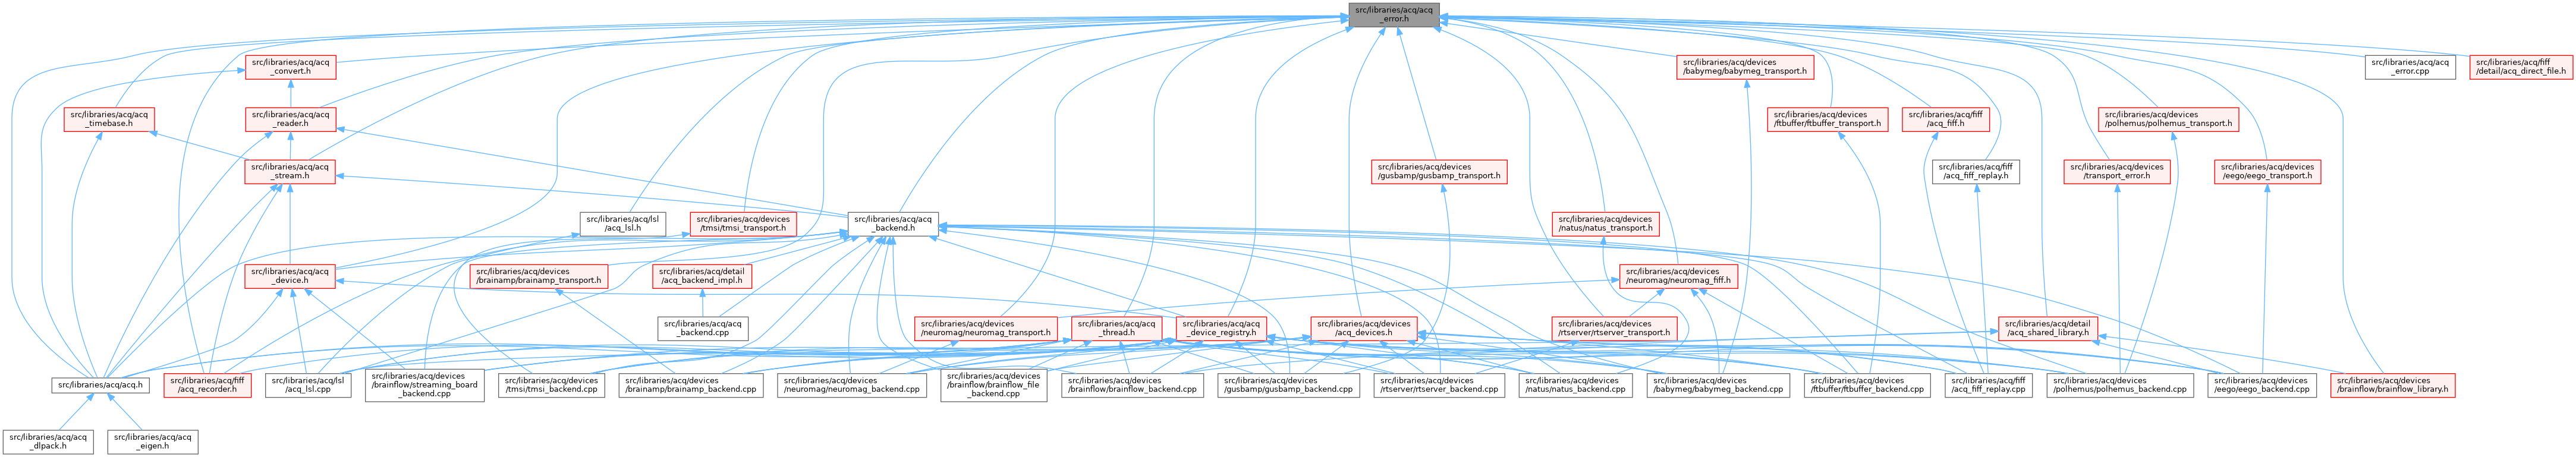 src/libraries/acq/acq
_error.h
src/libraries/acq/acq
_convert.h
src/libraries/acq/devices
/babymeg/babymeg_transport.h
src/libraries/acq/acq
_error.cpp
src/libraries/acq/fiff
/detail/acq_direct_file.h
src/libraries/acq/acq
_timebase.h
src/libraries/acq/acq
_reader.h
src/libraries/acq/devices
/ftbuffer/ftbuffer_transport.h
src/libraries/acq/fiff
/acq_fiff.h
src/libraries/acq/devices
/polhemus/polhemus_transport.h
src/libraries/acq/acq
_stream.h
src/libraries/acq/devices
/gusbamp/gusbamp_transport.h
src/libraries/acq/fiff
/acq_fiff_replay.h
src/libraries/acq/devices
/transport_error.h
src/libraries/acq/devices
/eego/eego_transport.h
src/libraries/acq/lsl
/acq_lsl.h
src/libraries/acq/devices
/tmsi/tmsi_transport.h
src/libraries/acq/acq
_backend.h
src/libraries/acq/devices
/natus/natus_transport.h
src/libraries/acq/acq
_device.h
src/libraries/acq/devices
/brainamp/brainamp_transport.h
src/libraries/acq/detail
/acq_backend_impl.h
src/libraries/acq/devices
/neuromag/neuromag_fiff.h
src/libraries/acq/acq
_backend.cpp
src/libraries/acq/devices
/neuromag/neuromag_transport.h
src/libraries/acq/acq
_thread.h
src/libraries/acq/acq
_device_registry.h
src/libraries/acq/devices
/acq_devices.h
src/libraries/acq/devices
/rtserver/rtserver_transport.h
src/libraries/acq/detail
/acq_shared_library.h
src/libraries/acq/acq.h
src/libraries/acq/fiff
/acq_recorder.h
src/libraries/acq/lsl
/acq_lsl.cpp
src/libraries/acq/devices
/brainflow/streaming_board
_backend.cpp
src/libraries/acq/devices
/tmsi/tmsi_backend.cpp
src/libraries/acq/devices
/brainamp/brainamp_backend.cpp
src/libraries/acq/devices
/neuromag/neuromag_backend.cpp
src/libraries/acq/devices
/brainflow/brainflow_file
_backend.cpp
src/libraries/acq/devices
/brainflow/brainflow_backend.cpp
src/libraries/acq/devices
/gusbamp/gusbamp_backend.cpp
src/libraries/acq/devices
/rtserver/rtserver_backend.cpp
src/libraries/acq/devices
/natus/natus_backend.cpp
src/libraries/acq/devices
/babymeg/babymeg_backend.cpp
src/libraries/acq/devices
/ftbuffer/ftbuffer_backend.cpp
src/libraries/acq/fiff
/acq_fiff_replay.cpp
src/libraries/acq/devices
/polhemus/polhemus_backend.cpp
src/libraries/acq/devices
/eego/eego_backend.cpp
src/libraries/acq/devices
/brainflow/brainflow_library.h
src/libraries/acq/acq
_dlpack.h
src/libraries/acq/acq
_eigen.h